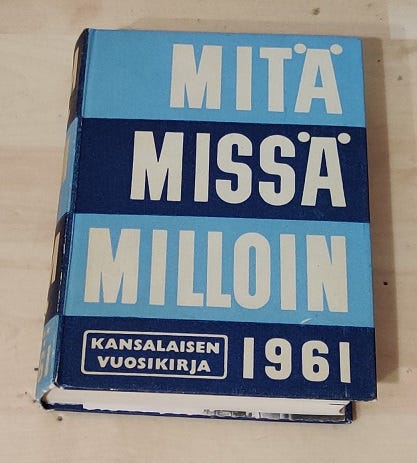 MITÄ
MISSÄ
MILLOIN
KANSALAISEN
VUOSIKIRJA
1961